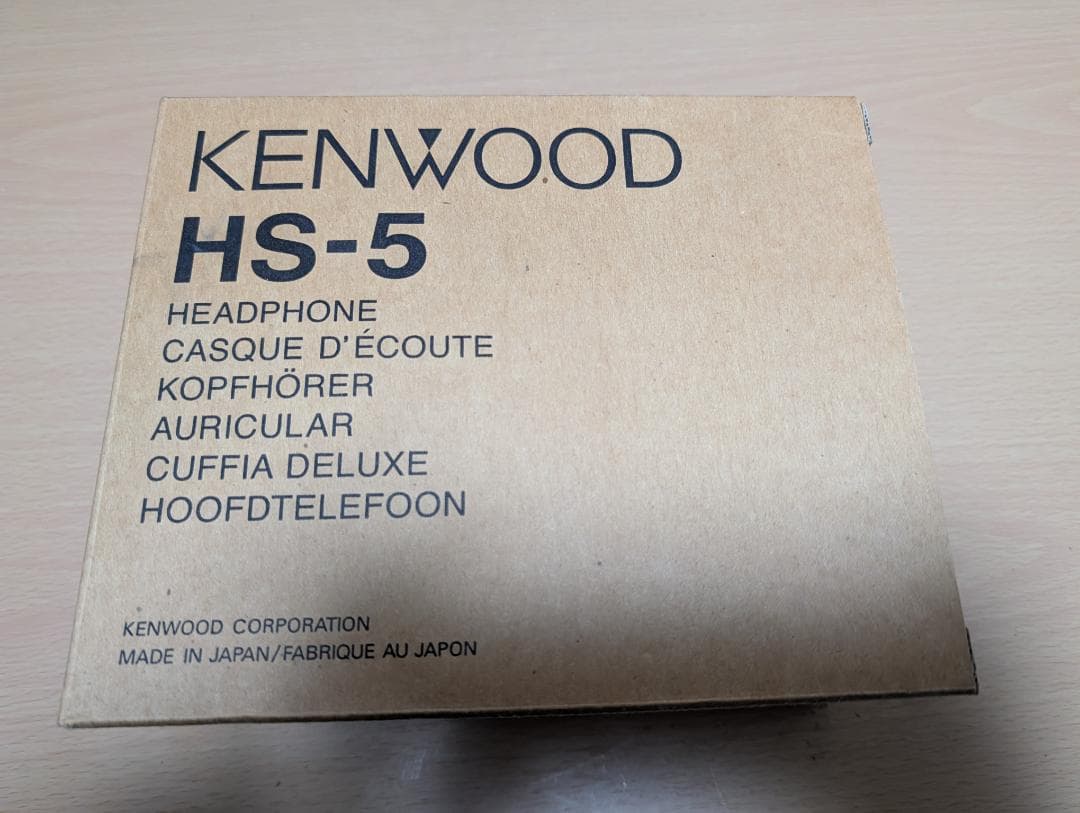 KENWOOD
HS-5
HEADPHONE
CASQUE D'ÉCOUTE
KOPFHÖRER
AURICULAR
CUFFIA DELUXE
HOOFDTELEFOON
KENWOOD CORPORATION
MADE IN JAPAN/FABRIQUE AU JAPON